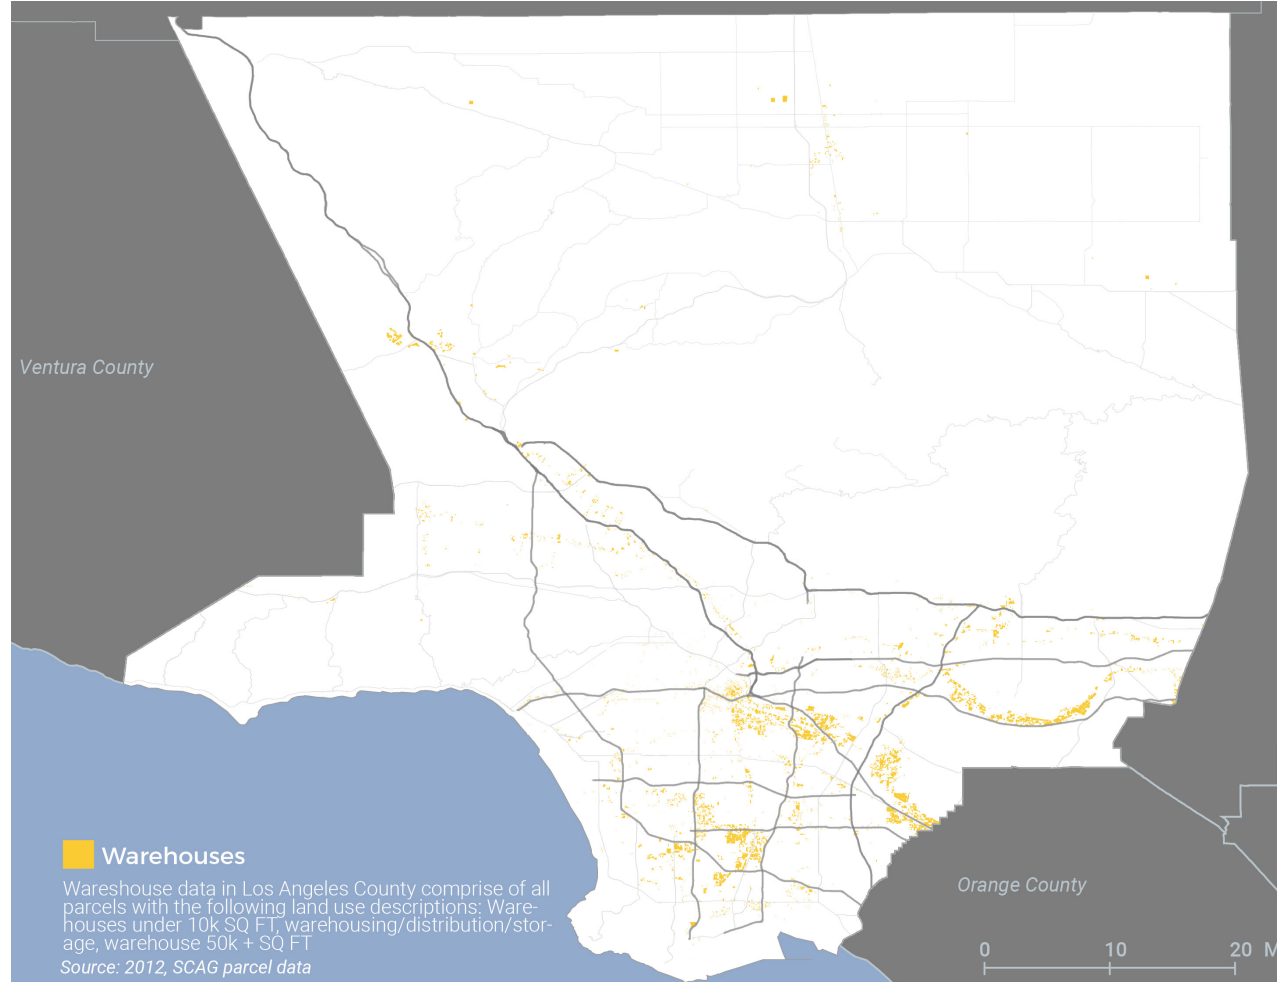 Ventura County
Warehouses
Wareshouse data in Los Angeles County comprise of all
parcels with the following land use descriptions: Ware-
houses under 10k SQ FT, warehousing/distribution/stor-
age, warehouse 50k + SQ FT
Source: 2012, SCAG parcel data
Orange County
0 10 20 M